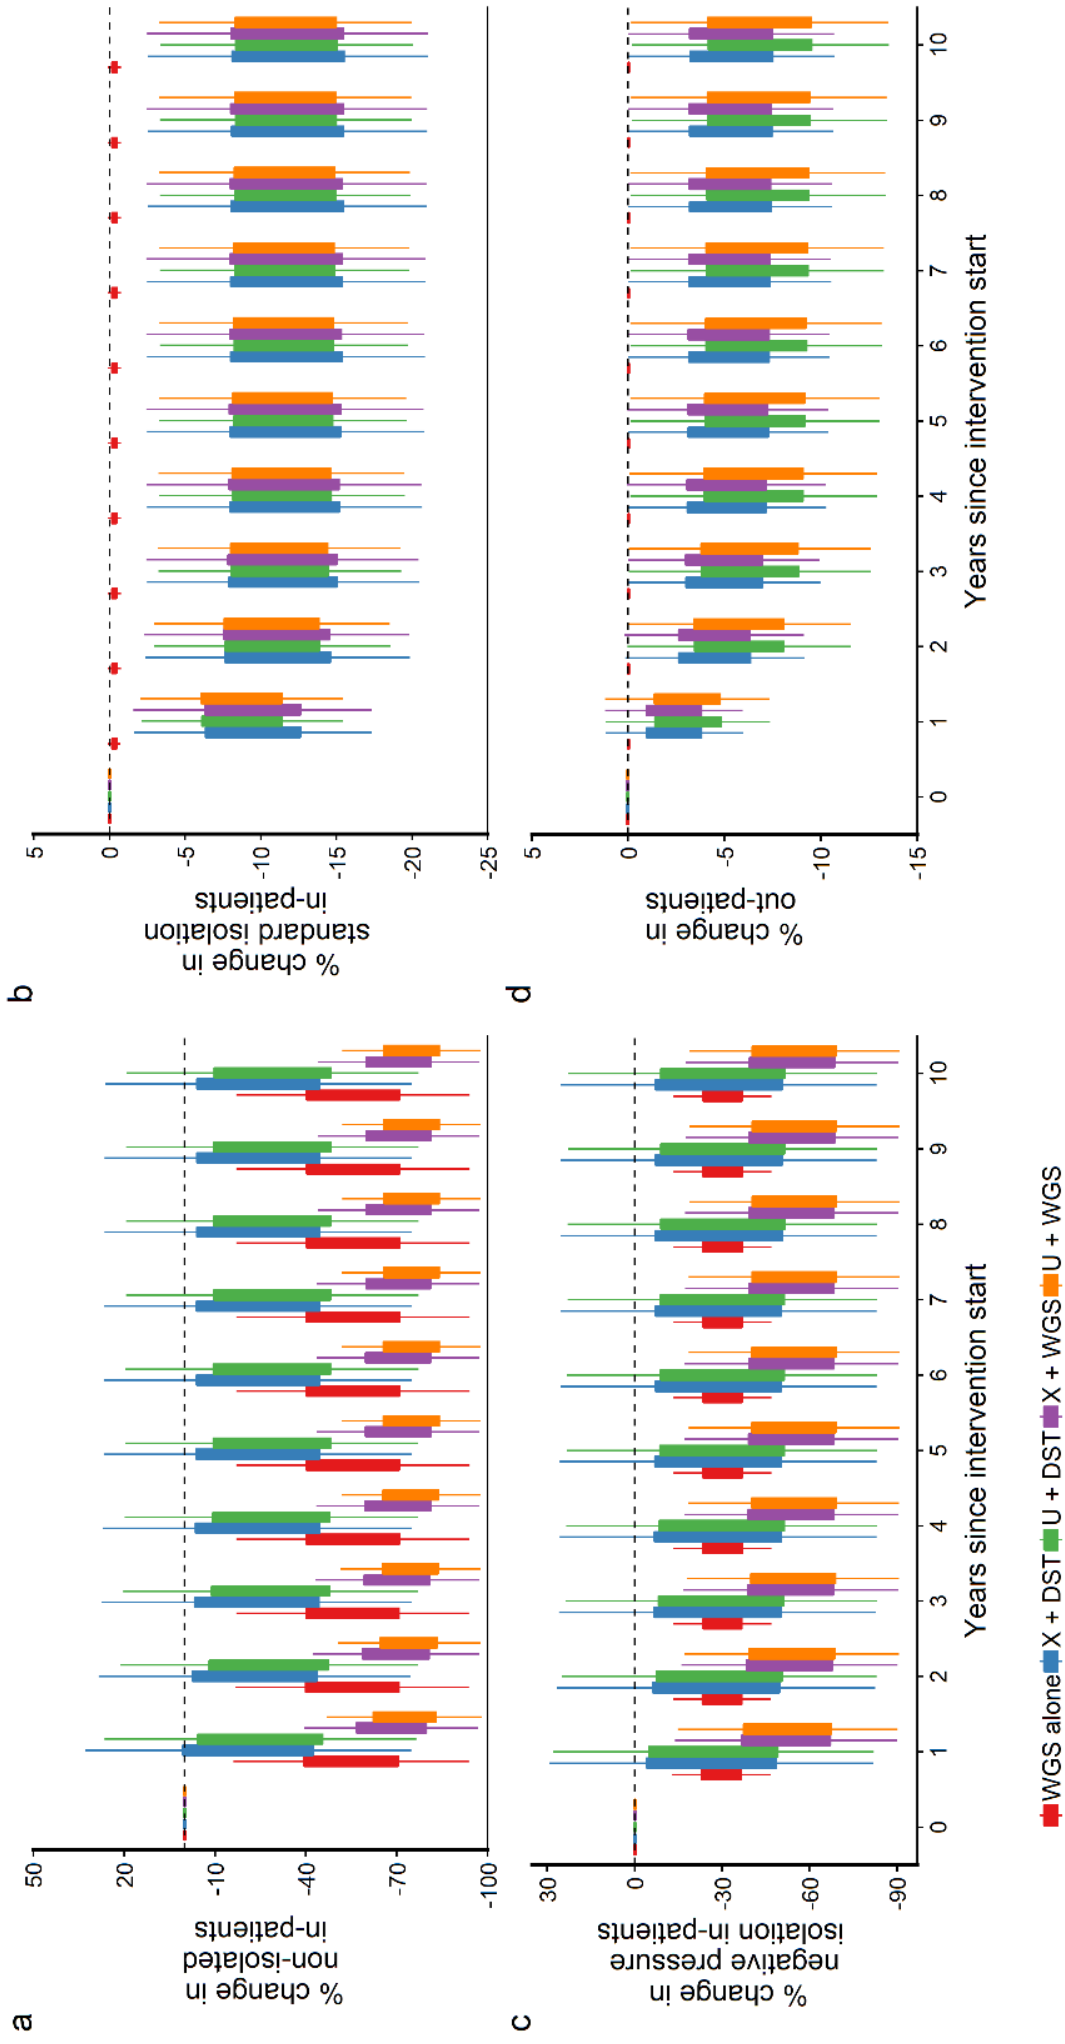 a
% change in
non-isolated
in-patients
50
20
-10
-40
-70
-100
b
% change in
standard isolation
in-patients
5
0
-5
-10
-15
-20
-25
c
% change in
negative pressure
isolation in-patients
30
0
-30
-60
-90
0 1 2 3 4 5 6 7 8 9 10
Years since intervention start
d
% change in
out-patients
5
0
-5
-10
-15
0 1 2 3 4 5 6 7 8 9 10
Years since intervention start
WGS alone X + DST U + DST X + WGS U + WGS